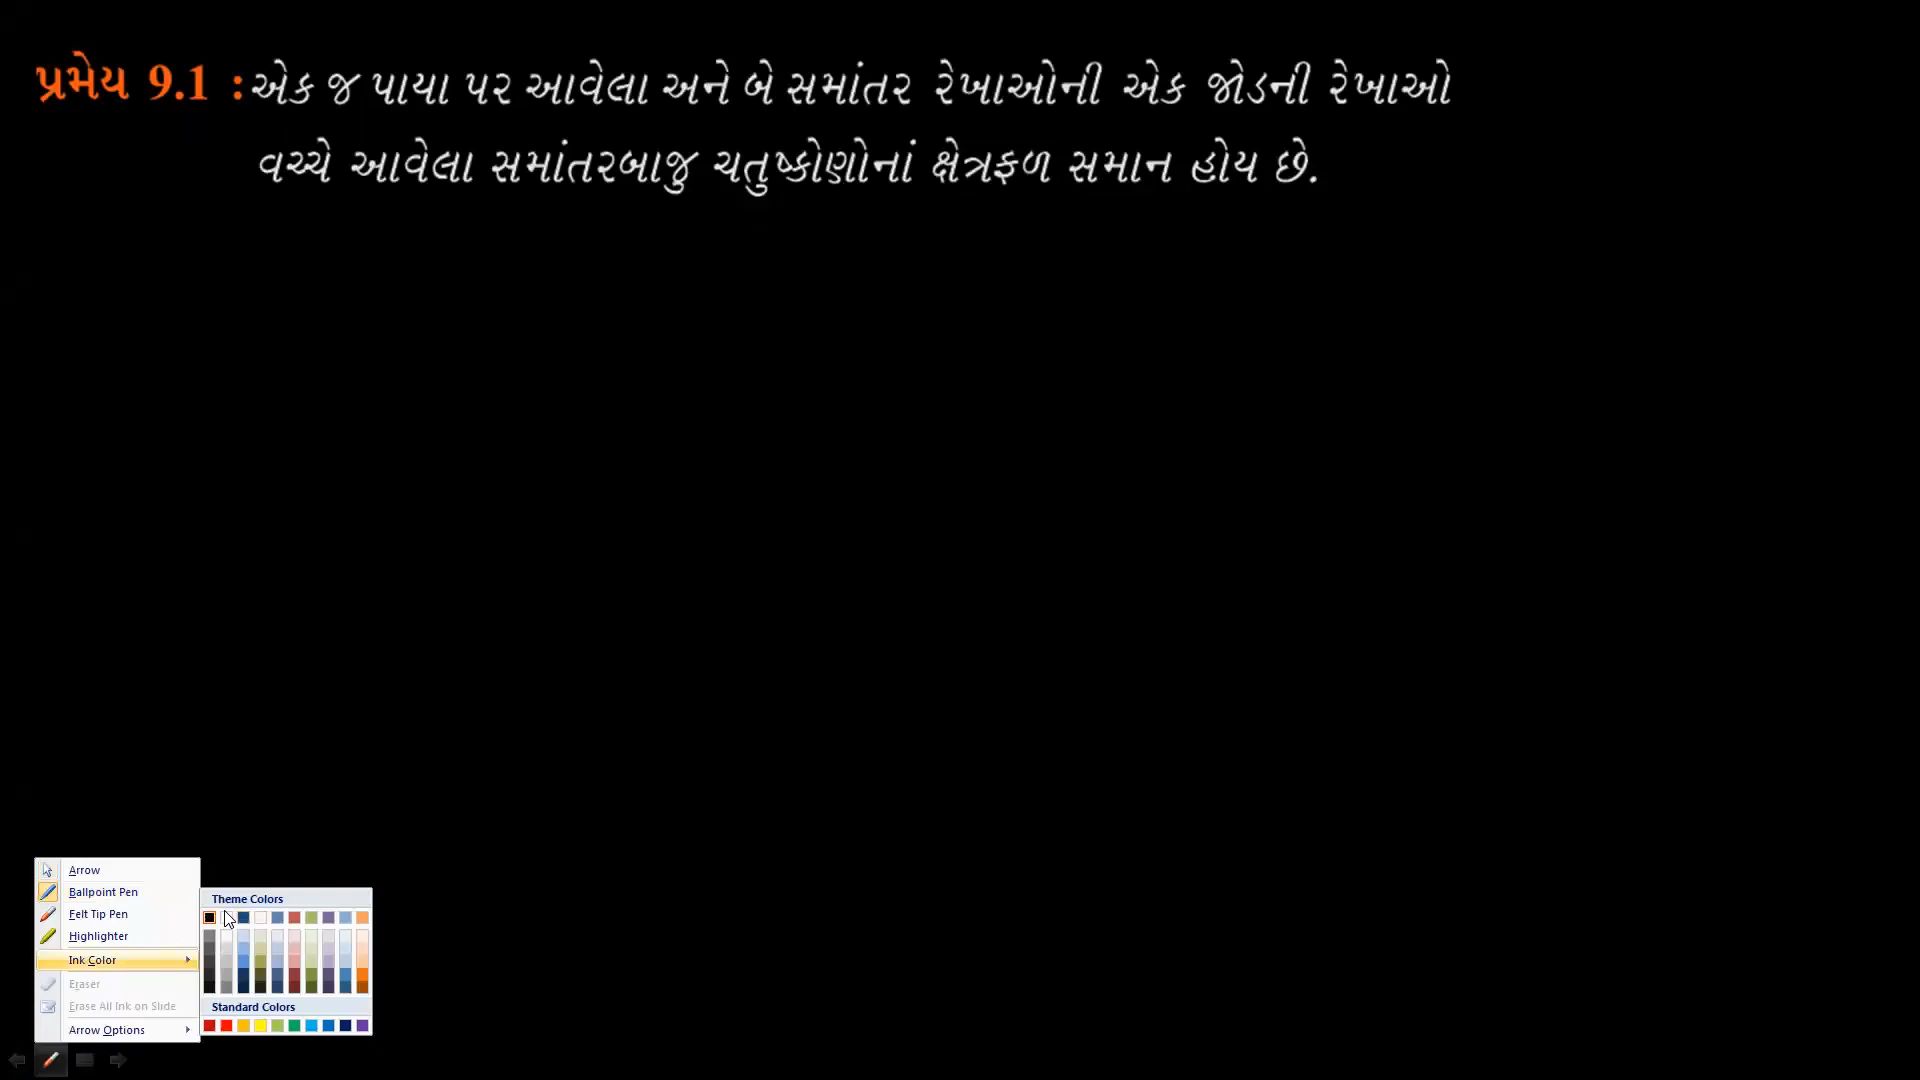 પ્રમેય 9.1 : એક જ પાયા પર આવેલા અને બે સમાંતર રેખાઓની એક જોડની રેખાઓ
વચ્ચે આવેલા સમાંતરબાજુ ચતુષ્કોણોનાં ક્ષેત્રફળ સમાન હોય છે.
Arrow
Ballpoint Pen
Felt Tip Pen
Highlighter
Ink Color
Eraser
Erase All Ink on Slide
Arrow Options
Theme Colors
Standard Colors